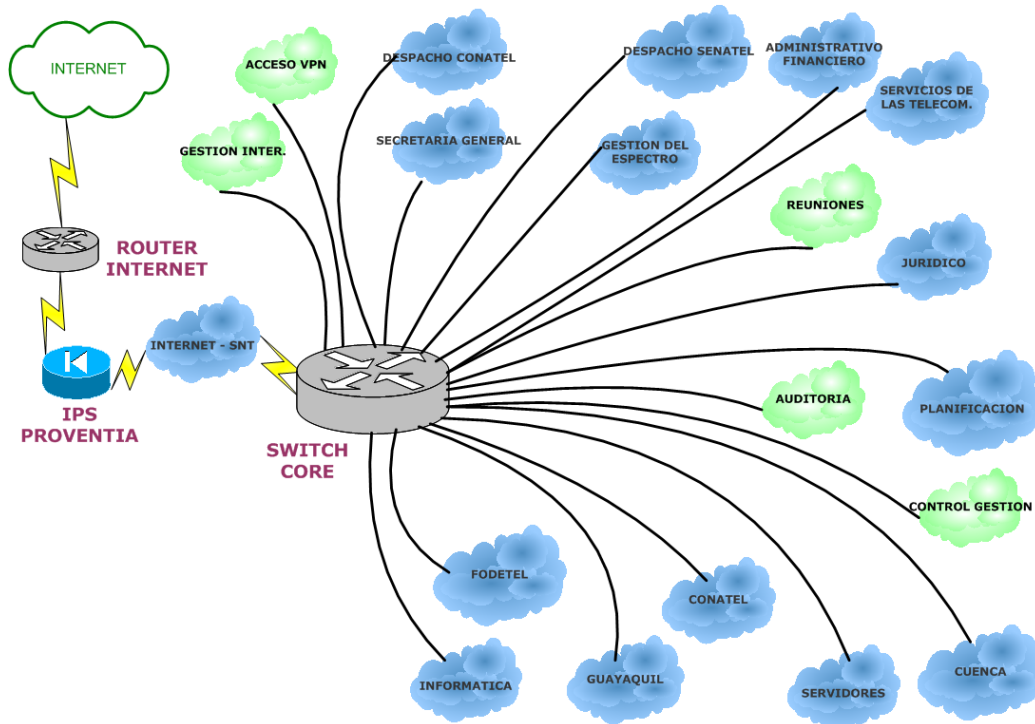 INTERNET
ACCESO VPN
DESPACHO CONATEL
DESPACHO SENATEL
ADMINISTRATIVO
FINANCIERO
SERVICIOS DE
LAS TELECOM.
GESTION INTER.
SECRETARIA GENERAL
GESTION DEL
ESPECTRO
REUNIONES
ROUTER
INTERNET
JURIDICO
INTERNET - SNT
IPS
PROVENTIA
SWITCH
CORE
AUDITORIA
PLANIFICACION
CONTROL GESTION
FODETEL
CONATEL
INFORMATICA
GUAYAQUIL
SERVIDORES
CUENCA